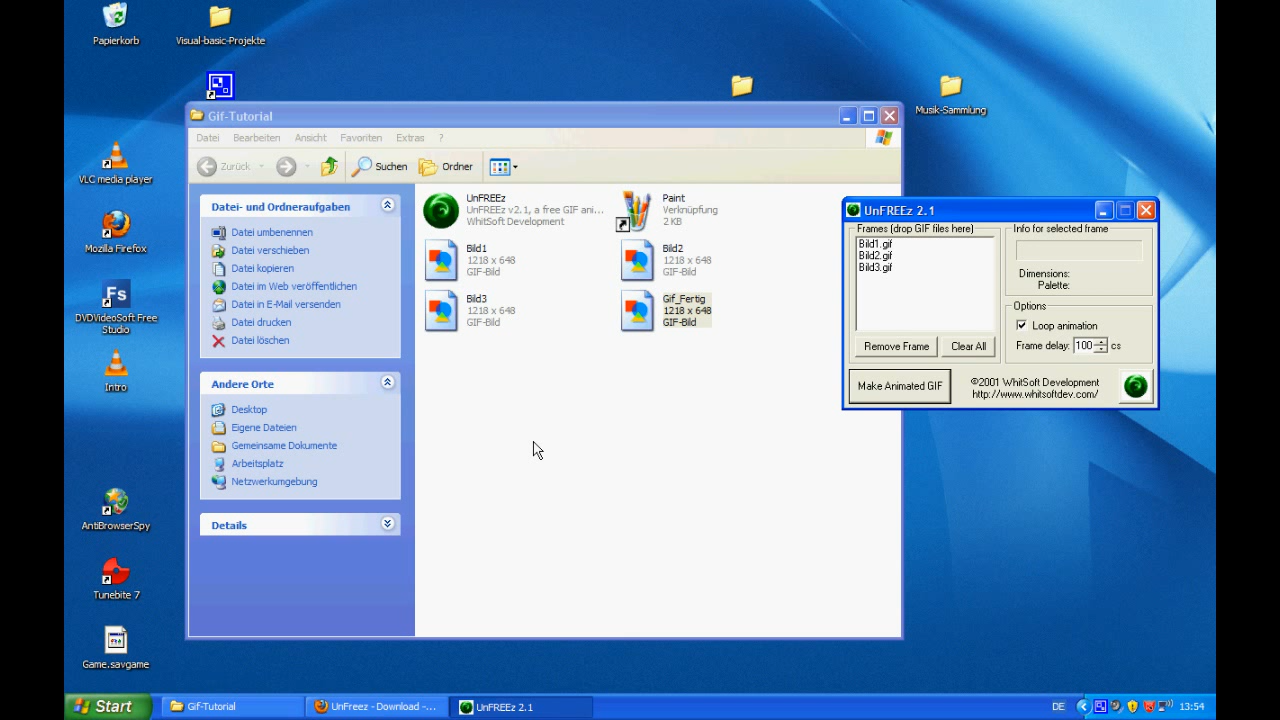 Papierkorb
Visual-basic-Projekte
Musik-Sammlung
VLC media player
Mozilla Firefox
Fs
DVDVideoSoft Free
Studio
Intro
AntiBrowserSpy
Tunebite 7
Game.savgame
Gif-Tutorial
Datei Bearbeiten Ansicht Favoriten Extras ?
Zurück Suchen Ordner
Datei- und Ordneraufgaben
Datei umbenennen
Datei verschieben
Datei kopieren
Datei im Web veröffentlichen
Datei in E-Mail versenden
Datei drucken
Datei löschen
Andere Orte
Desktop
Eigene Dateien
Gemeinsame Dokumente
Arbeitsplatz
Netzwerkumgebung
Details
UnFREEz
UnFREEz v2.1, a free GIF ani...
WhitSoft Development
Paint
Verknüpfung
2 KB
Bild1
1218 x 648
GIF-Bild
Bild2
1218 x 648
GIF-Bild
Bild3
1218 x 648
GIF-Bild
Gif_Fertig
1218 x 648
GIF-Bild
UnFREEz 2.1
Frames (drop GIF files here)
Bild1.gif
Bild2.gif
Bild3.gif
Remove Frame Clear All
Info for selected frame
Dimensions:
Palette:
Options
Loop animation
Frame delay: 100 cs
Make Animated GIF
©2001 WhitSoft Development
http://www.whitsoftdev.com/
Start
Gif-Tutorial
UnFreez - Download -...
UnFREEz 2.1
DE
13:54